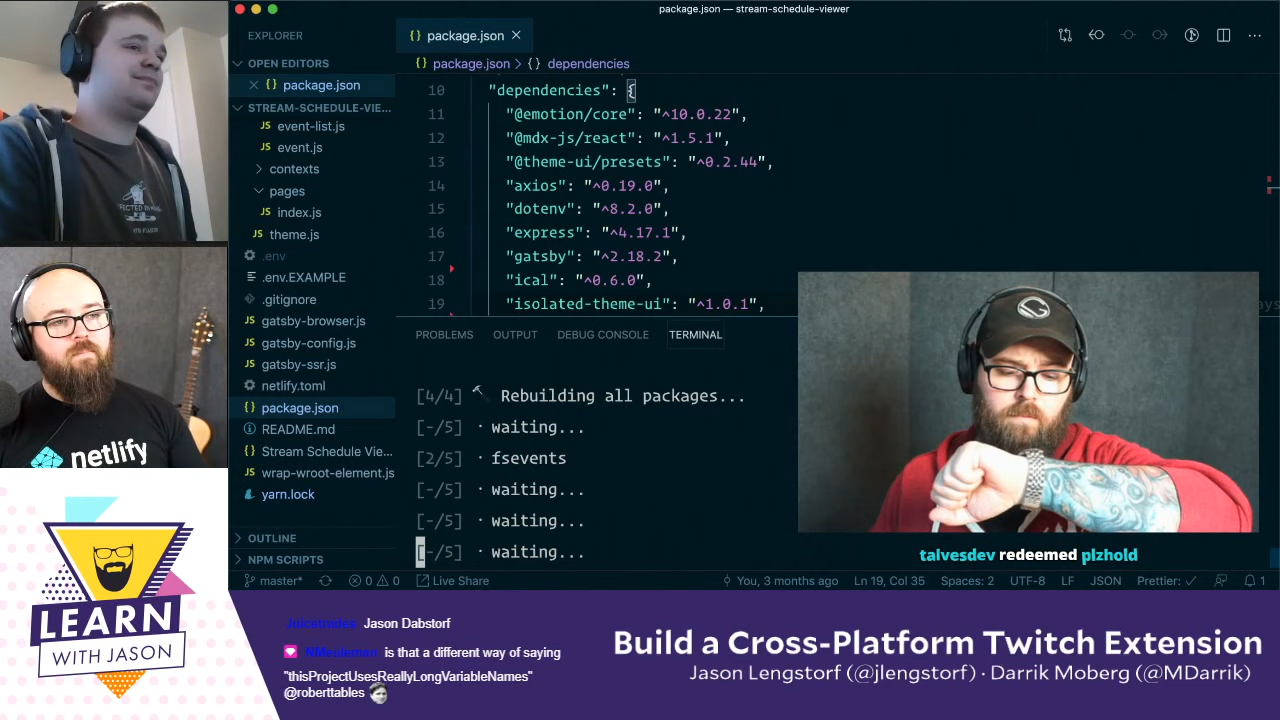 package.json — stream-schedule-viewer
EXPLORER
OPEN EDITORS
package.json
STREAM-SCHEDULE-VIE...
JS event-list.js
JS event.js
contexts
pages
JS index.js
JS theme.js
.env
.env.EXAMPLE
.gitignore
gatsby-browser.js
gatsby-config.js
gatsby-ssr.js
netlify.toml
{} package.json
README.md
Stream Schedule Vie...
wrap-wroot-element.js
yarn.lock
OUTLINE
NPM SCRIPTS
{} package.json ×
{} package.json > {} dependencies
10 "dependencies": {
11 "@emotion/core": "^10.0.22",
12 "@mdx-js/react": "^1.5.1",
13 "@theme-ui/presets": "^0.2.44",
14 "axios": "^0.19.0",
15 "dotenv": "^8.2.0",
16 "express": "^4.17.1",
17 "gatsby": "^2.18.2",
18 "ical": "^0.6.0",
19 "isolated-theme-ui": "^1.0.1",
PROBLEMS OUTPUT DEBUG CONSOLE TERMINAL
[4/4] 🔨 Rebuilding all packages...
[-/5] ⠂ waiting...
[2/5] ⠂ fsevents
[-/5] ⠂ waiting...
[-/5] ⠂ waiting...
[-/5] ⠂ waiting...
talvesdev redeemed plzhold
master* 0 0 Live Share You, 3 months ago Ln 19, Col 35 Spaces: 2 UTF-8 LF JSON Prettier: ✓ 1
netlify
LEARN
WITH JASON
Jason Dabstorf
is that a different way of saying
"thisProjectUsesReallyLongVariableNames"
@roberttables
Build a Cross-Platform Twitch Extension
Jason Lengstorf (@jlengstorf) · Darrik Moberg (@MDarrik)